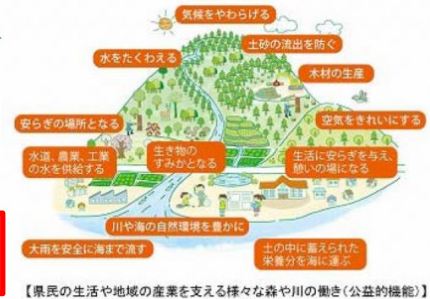 気候をやわらげる
土砂の流出を防ぐ
水をたくわえる
木材の生産
安らぎの場所となる
空気をきれいにする
水道、農業、工業
の水を供給する
生き物の
すみかとなる
生活に安らぎを与え、
憩いの場になる
川や海の自然環境を豊かに
大雨を安全に海まで流す
土の中に蓄えられた
栄養分を海に運ぶ
【県民の生活や地域の産業を支える様々な森や川の働き(公益的機能)】